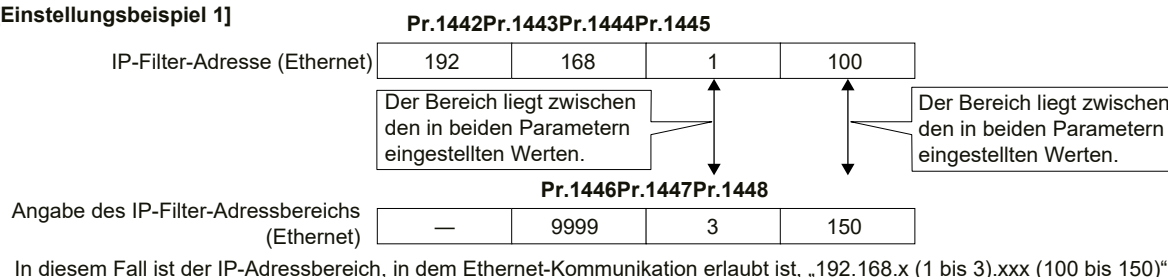 Einstellungsbeispiel 1]
Pr.1442Pr.1443Pr.1444Pr.1445
IP-Filter-Adresse (Ethernet) 192 168 1 100
Der Bereich liegt zwischen
den in beiden Parametern
eingestellten Werten.
Der Bereich liegt zwischen
den in beiden Parametern
eingestellten Werten.
Pr.1446Pr.1447Pr.1448
Angabe des IP-Filter-Adressbereichs
(Ethernet) — 9999 3 150
In diesem Fall ist der IP-Adressbereich, in dem Ethernet-Kommunikation erlaubt ist, „192.168.x (1 bis 3).xxx (100 bis 150)“